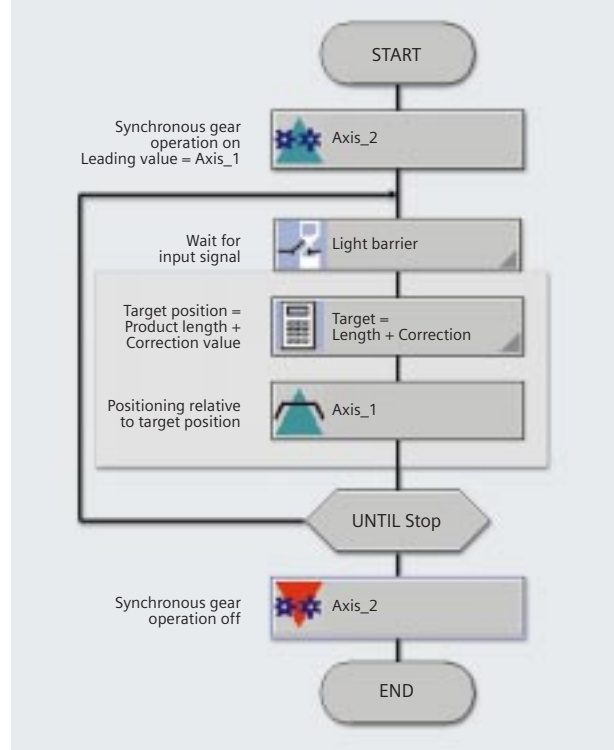 START
Synchronous gear
operation on
Leading value = Axis_1
Axis_2
Wait for
input signal
Light barrier
Target position =
Product length +
Correction value
Target =
Length + Correction
Positioning relative
to target position
Axis_1
UNTIL Stop
Synchronous gear
operation off
Axis_2
END